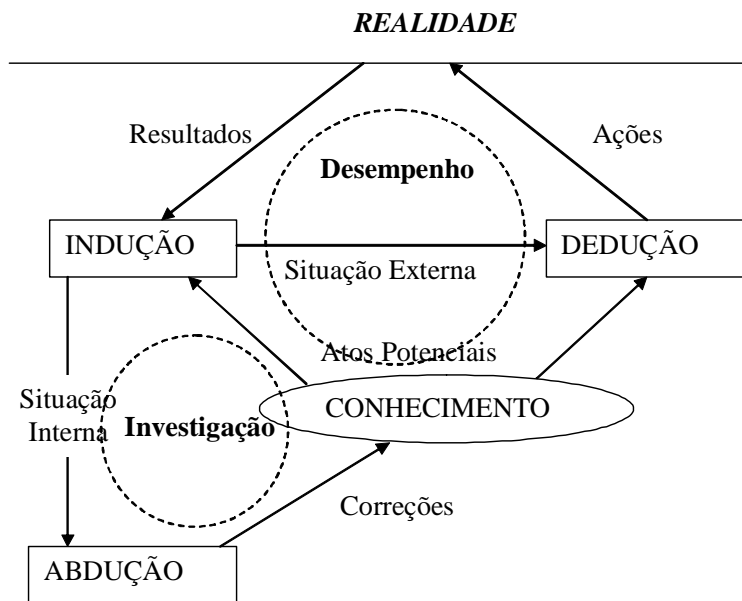 REALIDADE
Resultados
Ações
Desempenho
INDUÇÃO
DEDUÇÃO
Situação Externa
Atos Potenciais
Situação
Interna
Investigação
CONHECIMENTO
Correções
ABDUÇÃO